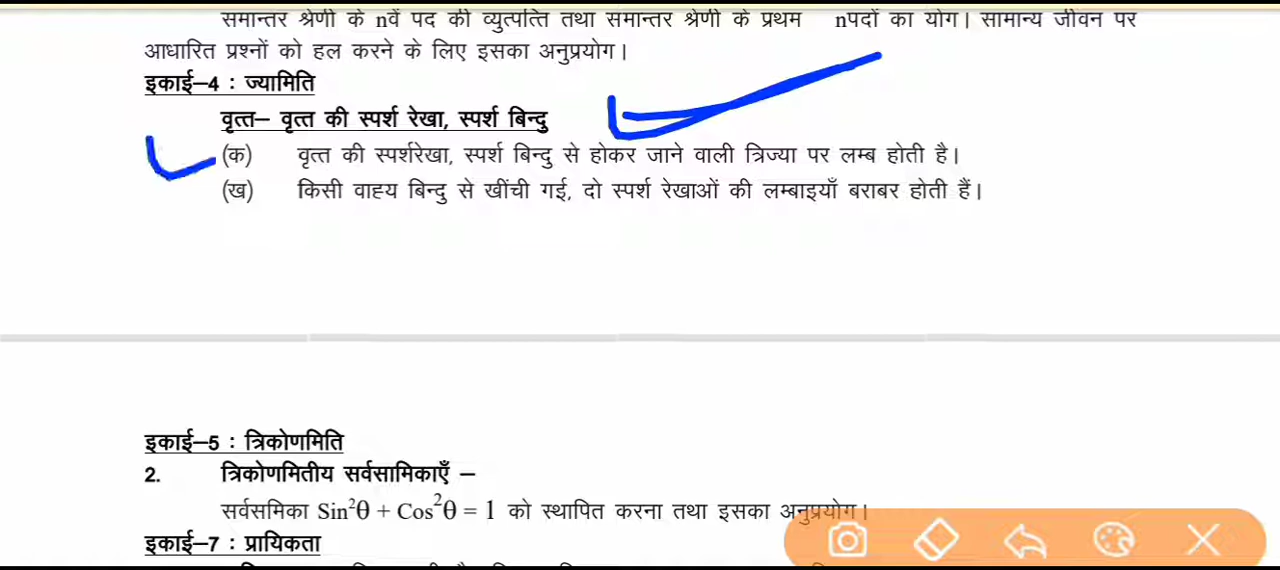 समान्तर श्रेणी के nवें पद की व्युत्पत्ति तथा समान्तर श्रेणी के प्रथम nपदों का योग। सामान्य जीवन पर
आधारित प्रश्नों को हल करने के लिए इसका अनुप्रयोग।
इकाई–4 : ज्यामिति
वृत्त– वृत्त की स्पर्श रेखा, स्पर्श बिन्दु
(क) वृत्त की स्पर्शरेखा, स्पर्श बिन्दु से होकर जाने वाली त्रिज्या पर लम्ब होती है।
(ख) किसी वाह्य बिन्दु से खींची गई, दो स्पर्श रेखाओं की लम्बाइयाँ बराबर होती हैं।
इकाई–5 : त्रिकोणमिति
2. त्रिकोणमितीय सर्वसामिकाएँ –
सर्वसमिका Sin²θ + Cos²θ = 1 को स्थापित करना तथा इसका अनुप्रयोग।
इकाई–7 : प्रायिकता